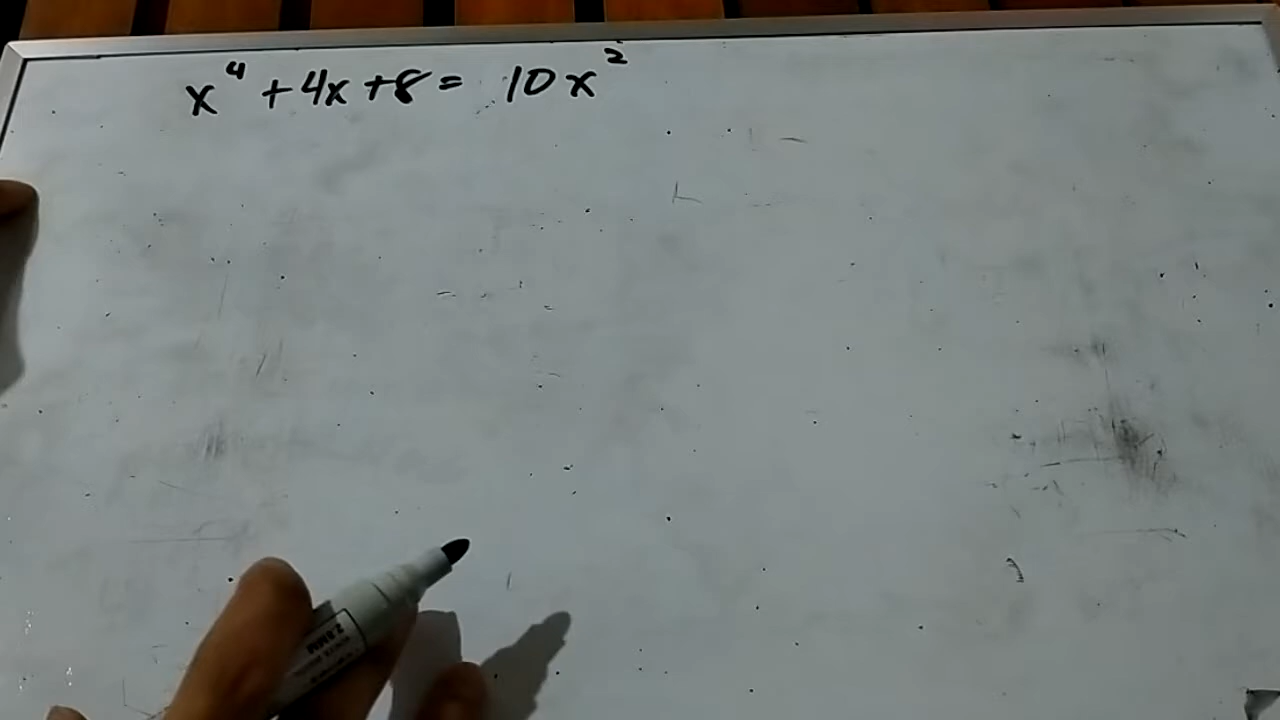 x⁴ + 4x + 8 = 10x²